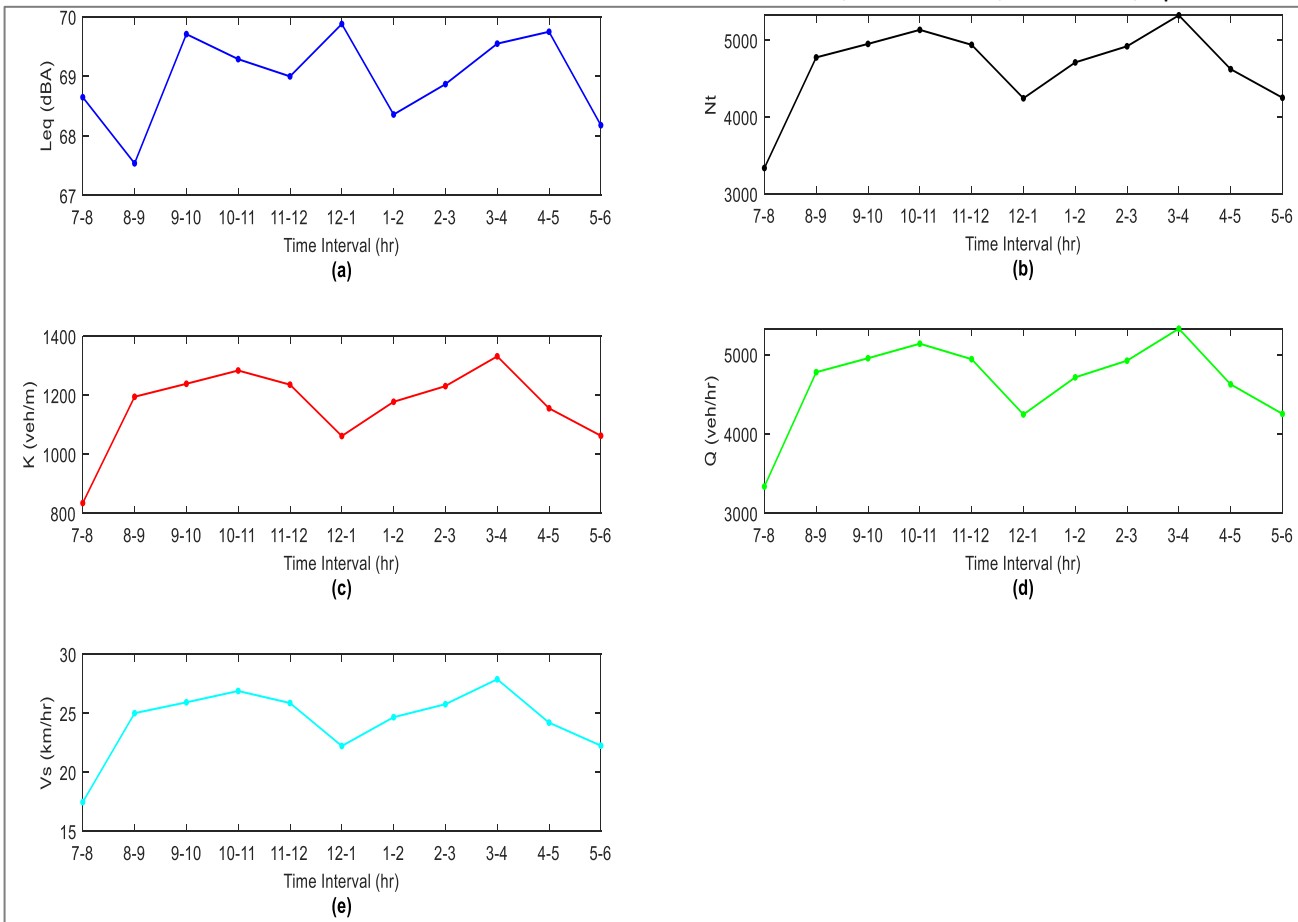 70
69
68
67
Leq (dBA)
7-8 8-9 9-10 10-11 11-12 12-1 1-2 2-3 3-4 4-5 5-6
Time Interval (hr)
(a)
5000
4000
3000
Nt
7-8 8-9 9-10 10-11 11-12 12-1 1-2 2-3 3-4 4-5 5-6
Time Interval (hr)
(b)
1400
1200
1000
800
K (veh/m)
7-8 8-9 9-10 10-11 11-12 12-1 1-2 2-3 3-4 4-5 5-6
Time Interval (hr)
(c)
5000
4000
3000
Q (veh/hr)
7-8 8-9 9-10 10-11 11-12 12-1 1-2 2-3 3-4 4-5 5-6
Time Interval (hr)
(d)
30
25
20
15
Vs (km/hr)
7-8 8-9 9-10 10-11 11-12 12-1 1-2 2-3 3-4 4-5 5-6
Time Interval (hr)
(e)